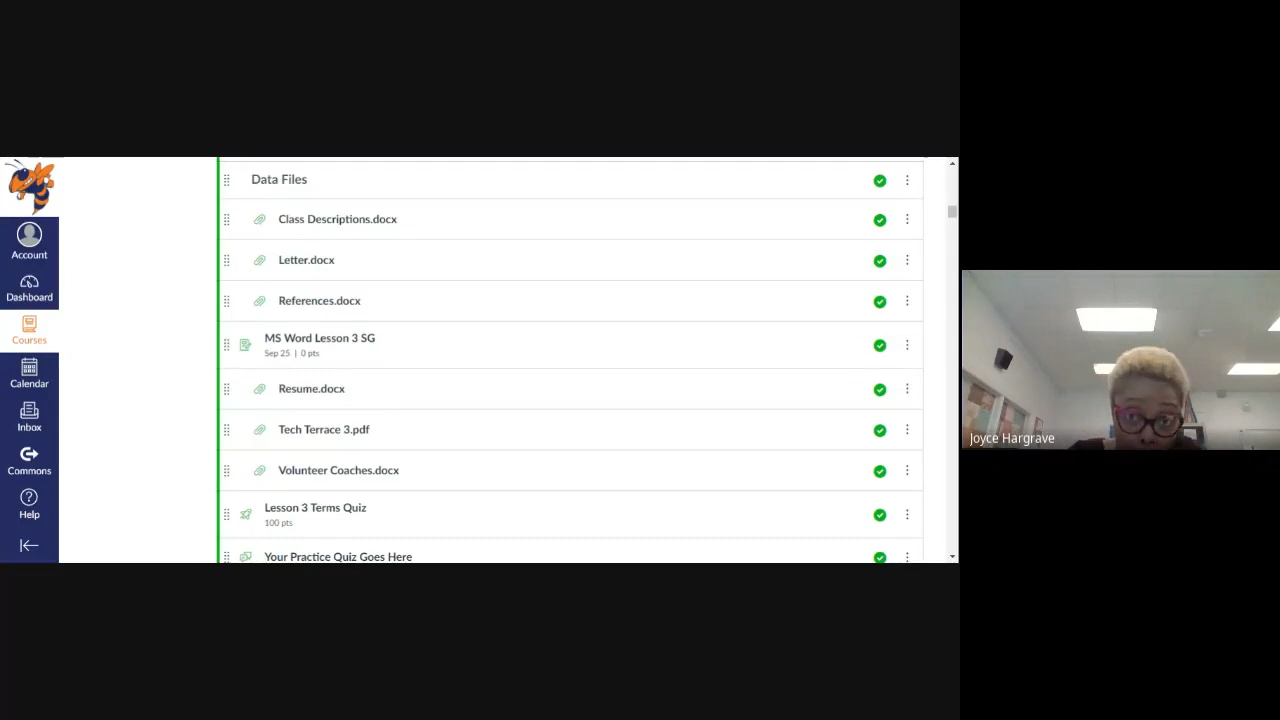 Data Files
Class Descriptions.docx
Letter.docx
References.docx
MS Word Lesson 3 SG
Sep 25 | 0 pts
Resume.docx
Tech Terrace 3.pdf
Volunteer Coaches.docx
Lesson 3 Terms Quiz
100 pts
Your Practice Quiz Goes Here
Account
Dashboard
Courses
Calendar
Inbox
Commons
Help
Joyce Hargrave